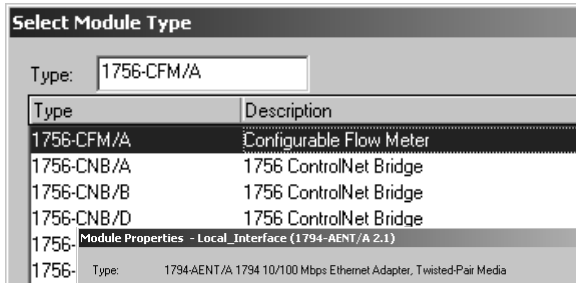 Select Module Type
Type: 1756-CFM/A
Type Description
1756-CFM/A Configurable Flow Meter
1756-CNB/A 1756 ControlNet Bridge
1756-CNB/B 1756 ControlNet Bridge
1756-CNB/D 1756 ControlNet Bridge
1756-
Module Properties - Local_Interface (1794-AENT/A 2.1)
1756-
Type: 1794-AENT/A 1794 10/100 Mbps Ethernet Adapter, Twisted-Pair Media